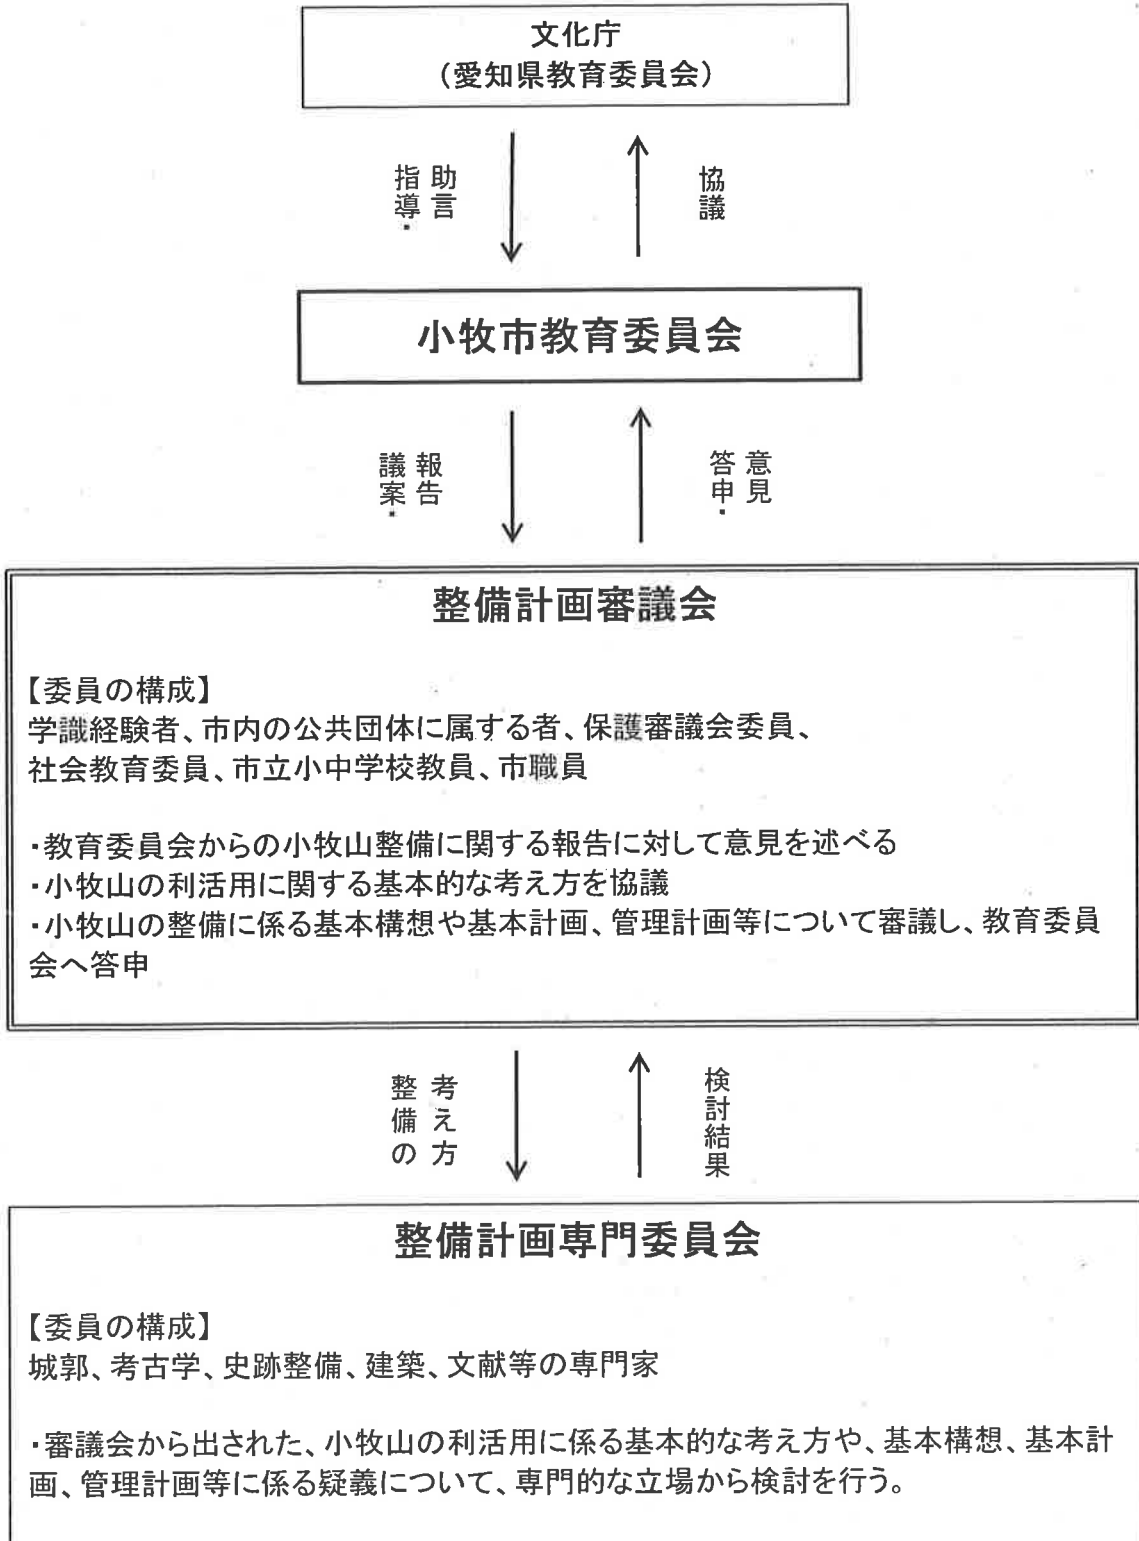 文化庁
（愛知県教育委員会）
指導・
助言
協議
小牧市教育委員会
議案・
報告
答申・
意見
整備計画審議会
【委員の構成】
学識経験者、市内の公共団体に属する者、保護審議会委員、
社会教育委員、市立小中学校教員、市職員
・教育委員会からの小牧山整備に関する報告に対して意見を述べる
・小牧山の利活用に関する基本的な考え方を協議
・小牧山の整備に係る基本構想や基本計画、管理計画等について審議し、教育委員
会へ答申
整備の
考え方
検討結果
整備計画専門委員会
【委員の構成】
城郭、考古学、史跡整備、建築、文献等の専門家
・審議会から出された、小牧山の利活用に係る基本的な考え方や、基本構想、基本計
画、管理計画等に係る疑義について、専門的な立場から検討を行う。